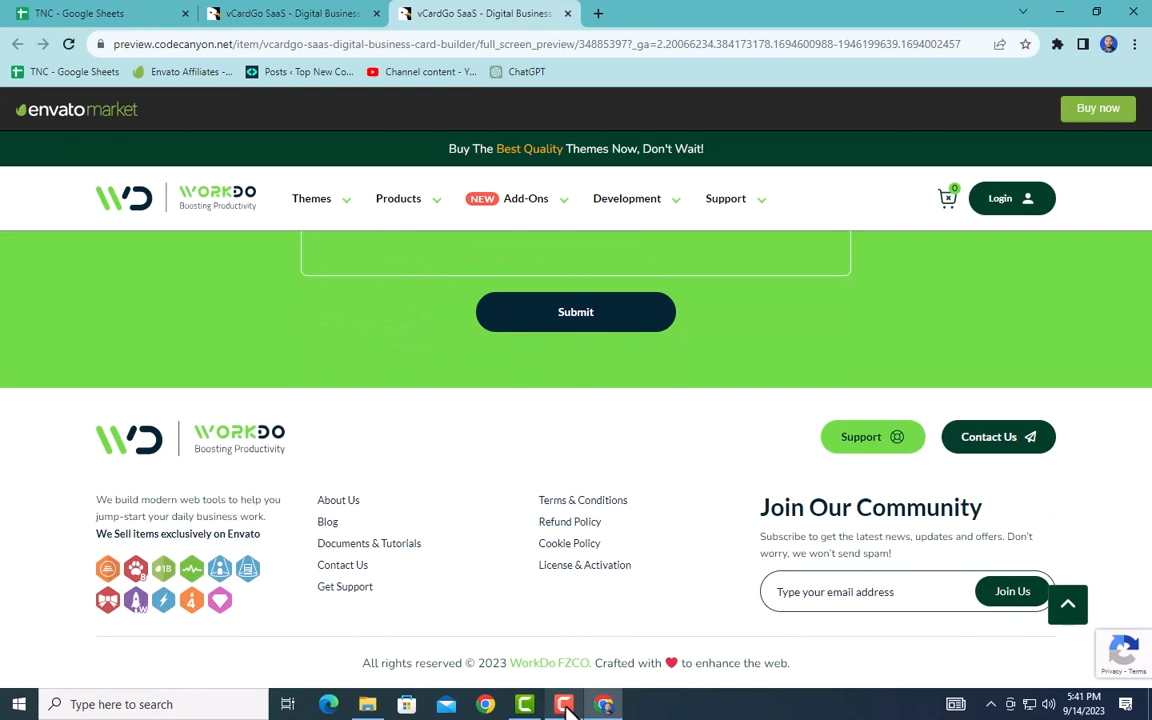 TNC - Google Sheets
vCardGo SaaS - Digital Business
vCardGo SaaS - Digital Business
preview.codecanyon.net/item/vcardgo-saas-digital-business-card-builder/full_screen_preview/34885397?_ga=2.20066234.384173178.1694600988-1946199639.1694002457
TNC - Google Sheets
Envato Affiliates -...
Posts ‹ Top New Co...
Channel content - Y...
ChatGPT
envatomarket
Buy now
Buy The Best Quality Themes Now, Don't Wait!
WORKDO
Boosting Productivity
Themes
Products
NEW Add-Ons
Development
Support
0
Login
Submit
WORKDO
Boosting Productivity
Support
Contact Us
We build modern web tools to help you
jump-start your daily business work.
We Sell items exclusively on Envato
About Us
Blog
Documents & Tutorials
Contact Us
Get Support
Terms & Conditions
Refund Policy
Cookie Policy
License & Activation
Join Our Community
Subscribe to get the latest news, updates and offers. Don't
worry, we won't send spam!
Type your email address
Join Us
All rights reserved © 2023 WorkDo FZCO. Crafted with ❤ to enhance the web.
Privacy - Terms
Type here to search
5:41 PM
9/14/2023